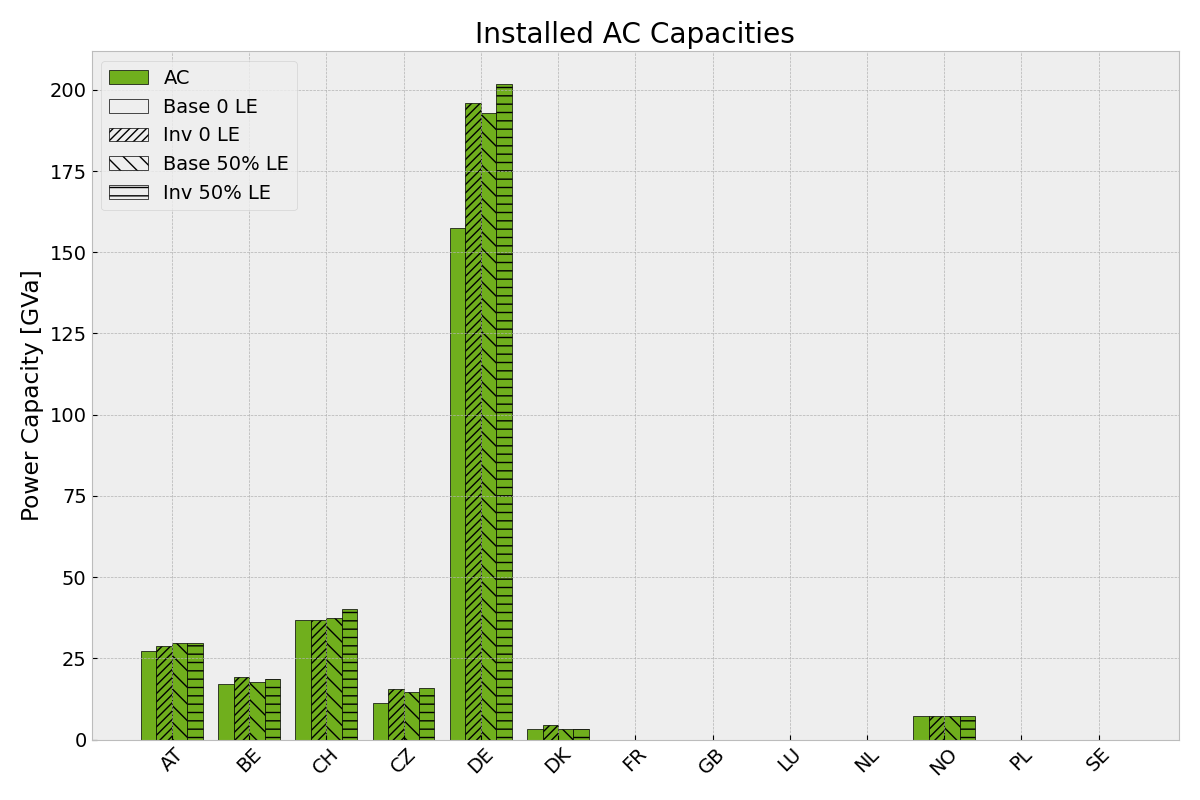 Installed AC Capacities
AC
Base 0 LE
Inv 0 LE
Base 50% LE
Inv 50% LE
Power Capacity [GVa]
200
175
150
125
100
75
50
25
0
AT BE CH CZ DE DK FR GB LU NL NO PL SE